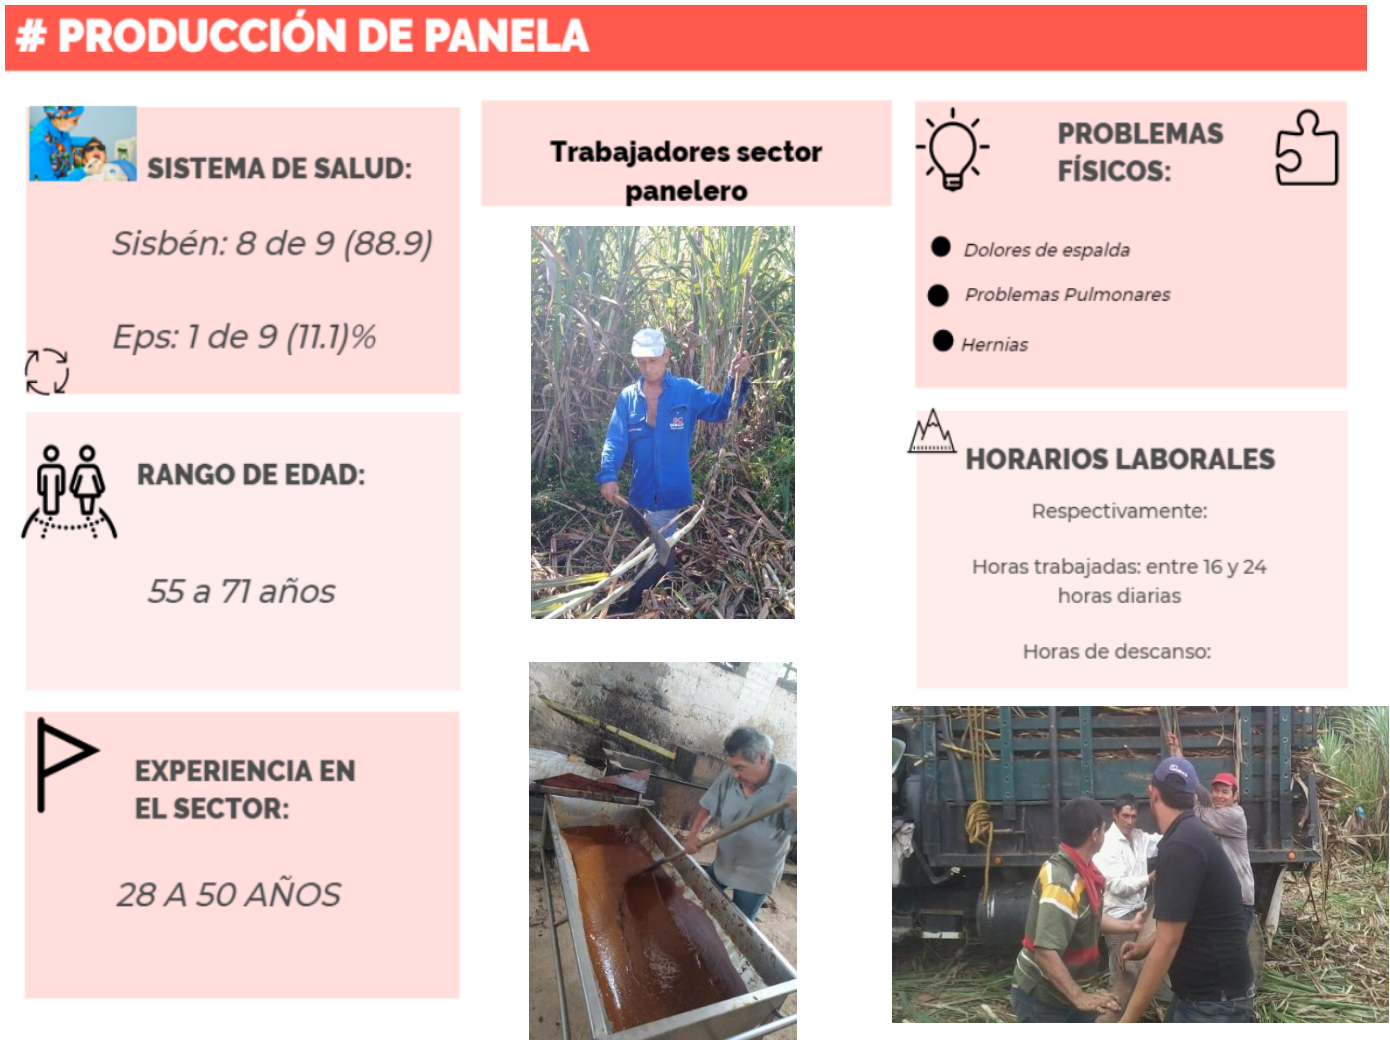 # PRODUCCIÓN DE PANELA
SISTEMA DE SALUD:
Sisbén: 8 de 9 (88.9)
Eps: 1 de 9 (11.1)%
RANGO DE EDAD:
55 a 71 años
EXPERIENCIA EN
EL SECTOR:
28 A 50 AÑOS
Trabajadores sector
panelero
PROBLEMAS
FÍSICOS:
Dolores de espalda
Problemas Pulmonares
Hernias
HORARIOS LABORALES
Respectivamente:
Horas trabajadas: entre 16 y 24
horas diarias
Horas de descanso: